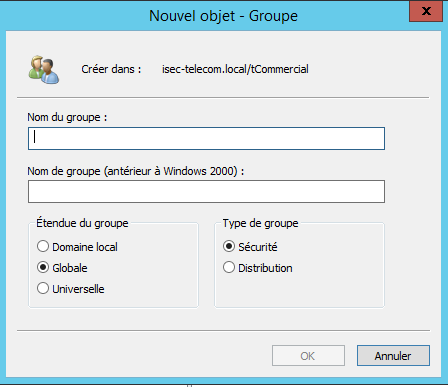 Nouvel objet - Groupe
x
Créer dans : isec-telecom.local/tCommercial
Nom du groupe :
Nom de groupe (antérieur à Windows 2000) :
Étendue du groupe
Domaine local
Globale
Universelle
Type de groupe
Sécurité
Distribution
OK
Annuler